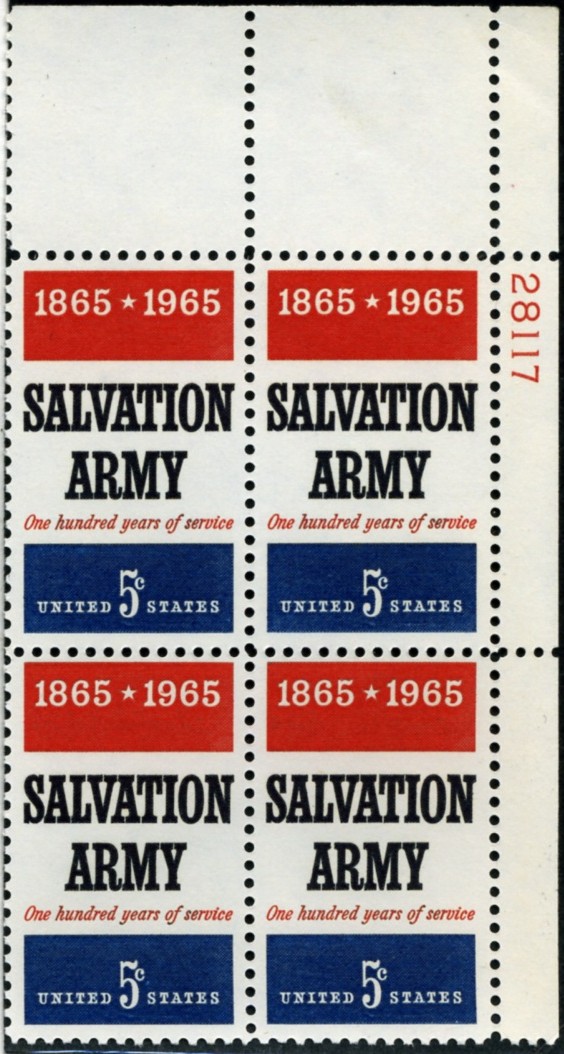 1865 ★ 1965
SALVATION
ARMY
One hundred years of service
5c
UNITED STATES
1865 ★ 1965
SALVATION
ARMY
One hundred years of service
5c
UNITED STATES
28117
1865 ★ 1965
SALVATION
ARMY
One hundred years of service
5c
UNITED STATES
1865 ★ 1965
SALVATION
ARMY
One hundred years of service
5c
UNITED STATES